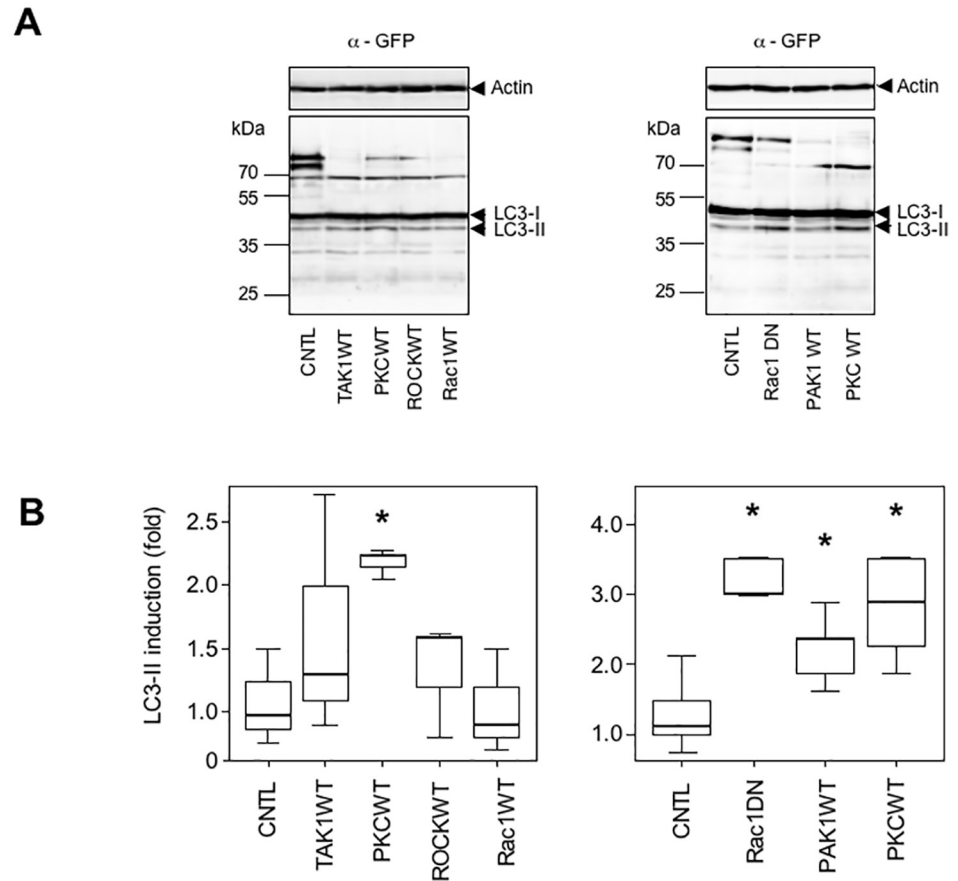 A
α - GFP
Actin
kDa
70
55
35
25
LC3-I
LC3-II
CNTL
TAK1WT
PKCWT
ROCKWT
Rac1WT
α - GFP
Actin
kDa
70
55
35
25
LC3-I
LC3-II
CNTL
Rac1 DN
PAK1 WT
PKC WT
B
LC3-II induction (fold)
2.5
2.0
1.5
1.0
0
*
CNTL
TAK1WT
PKCWT
ROCKWT
Rac1WT
4.0
3.0
2.0
1.0
*
*
*
CNTL
Rac1DN
PAK1WT
PKCWT